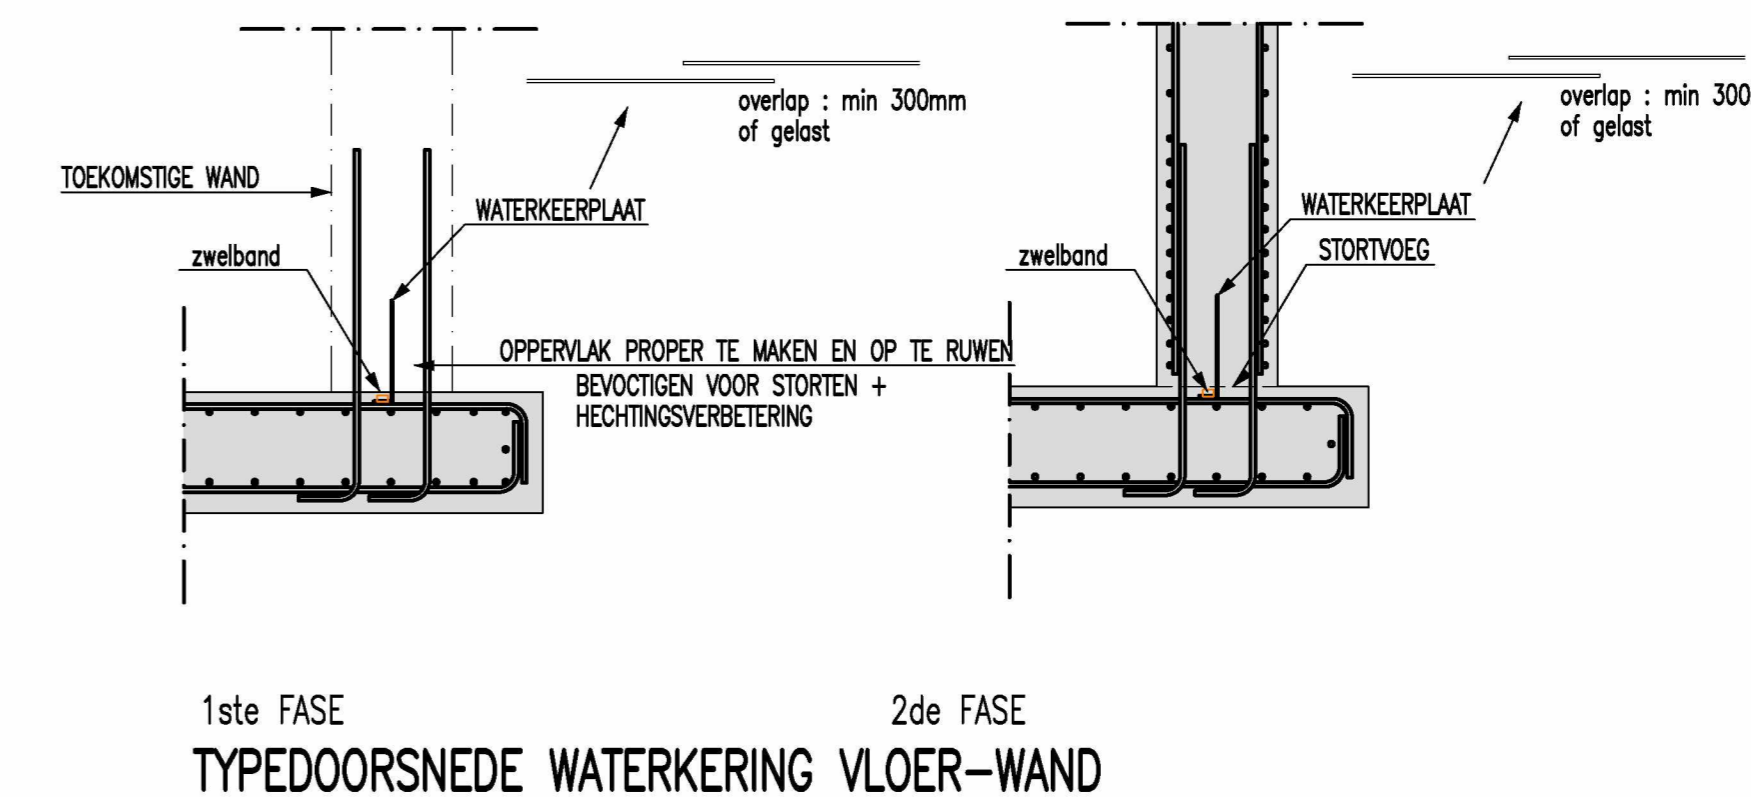 overlap : min 300mm
of gelast
TOEKOMSTIGE WAND
WATERKEERPLAAT
zwelband
OPPERVLAK PROPER TE MAKEN EN OP TE RUWEN
BEVOCTIGEN VOOR STORTEN +
HECHTINGSVERBETERING
overlap : min 300
of gelast
WATERKEERPLAAT
zwelband
STORTVOEG
1ste FASE
2de FASE
TYPEDOORSNEDE WATERKERING VLOER-WAND